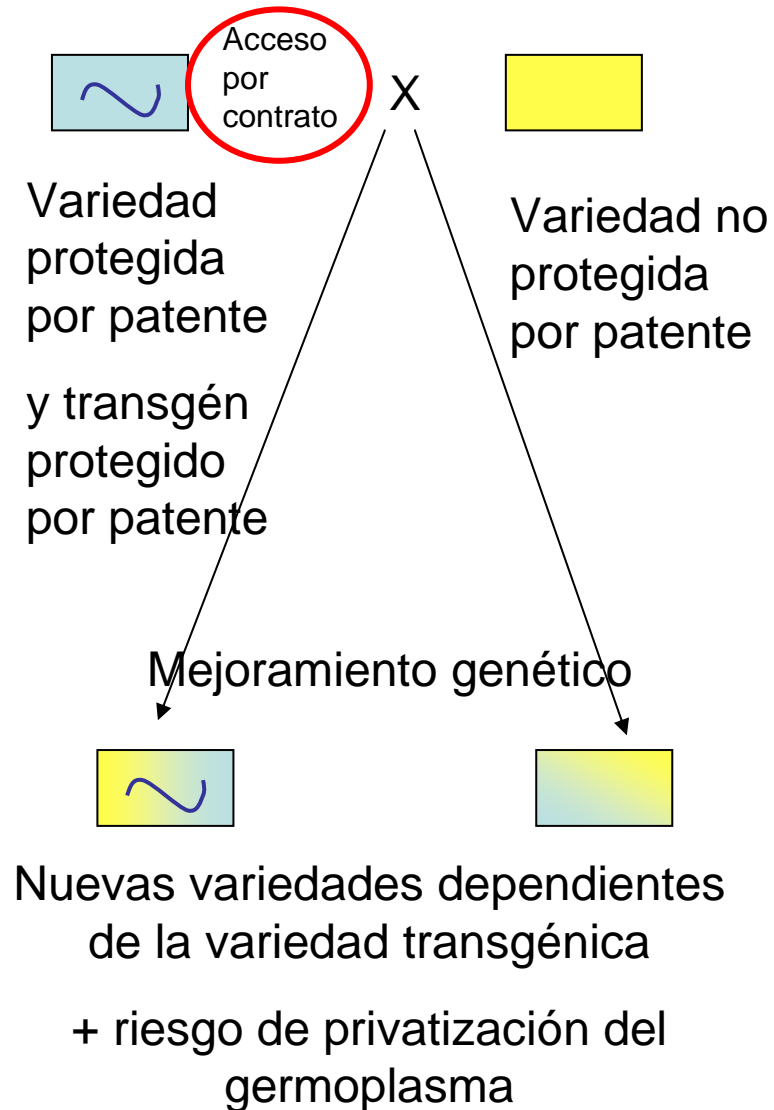 Acceso
por
contrato
X
Variedad
protegida
por patente
y transgén
protegido
por patente
Variedad no
protegida
por patente
Mejoramiento genético
Nuevas variedades dependientes
de la variedad transgénica
+ riesgo de privatización del
germoplasma